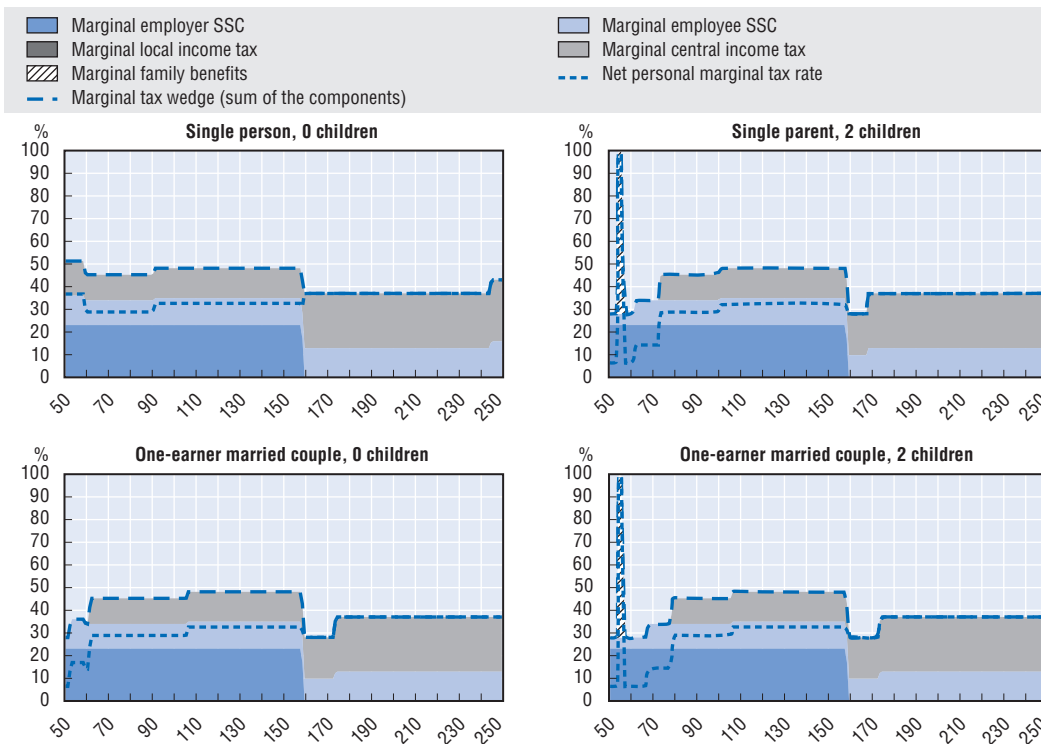 Marginal employer SSC
Marginal employee SSC
Marginal local income tax
Marginal central income tax
Marginal family benefits
Net personal marginal tax rate
Marginal tax wedge (sum of the components)
% Single person, 0 children
100
90
80
70
60
50
40
30
20
10
0
50 70 90 110 130 150 170 190 210 230 250
% Single parent, 2 children
100
90
80
70
60
50
40
30
20
10
0
50 70 90 110 130 150 170 190 210 230 250
% One-earner married couple, 0 children
100
90
80
70
60
50
40
30
20
10
0
50 70 90 110 130 150 170 190 210 230 250
% One-earner married couple, 2 children
100
90
80
70
60
50
40
30
20
10
0
50 70 90 110 130 150 170 190 210 230 250